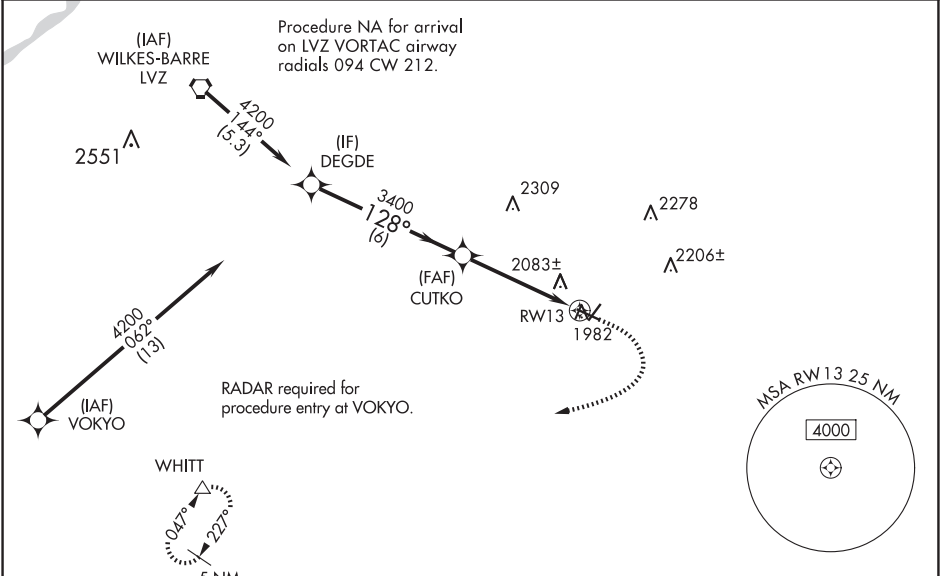 (IAF)
WILKES-BARRE
LVZ
Procedure NA for arrival
on LVZ VORTAC airway
radials 094 CW 212.
4200
144°
(5.3)
2551
(IF)
DEGDE
3400
128°
(6)
2309
2278
2206±
2083±
(FAF)
CUTKO
RW13
1982
4200
062°
(13)
(IAF)
VOKYO
RADAR required for
procedure entry at VOKYO.
MSA RW13 25 NM
4000
WHITT
047°
227°
5 NM